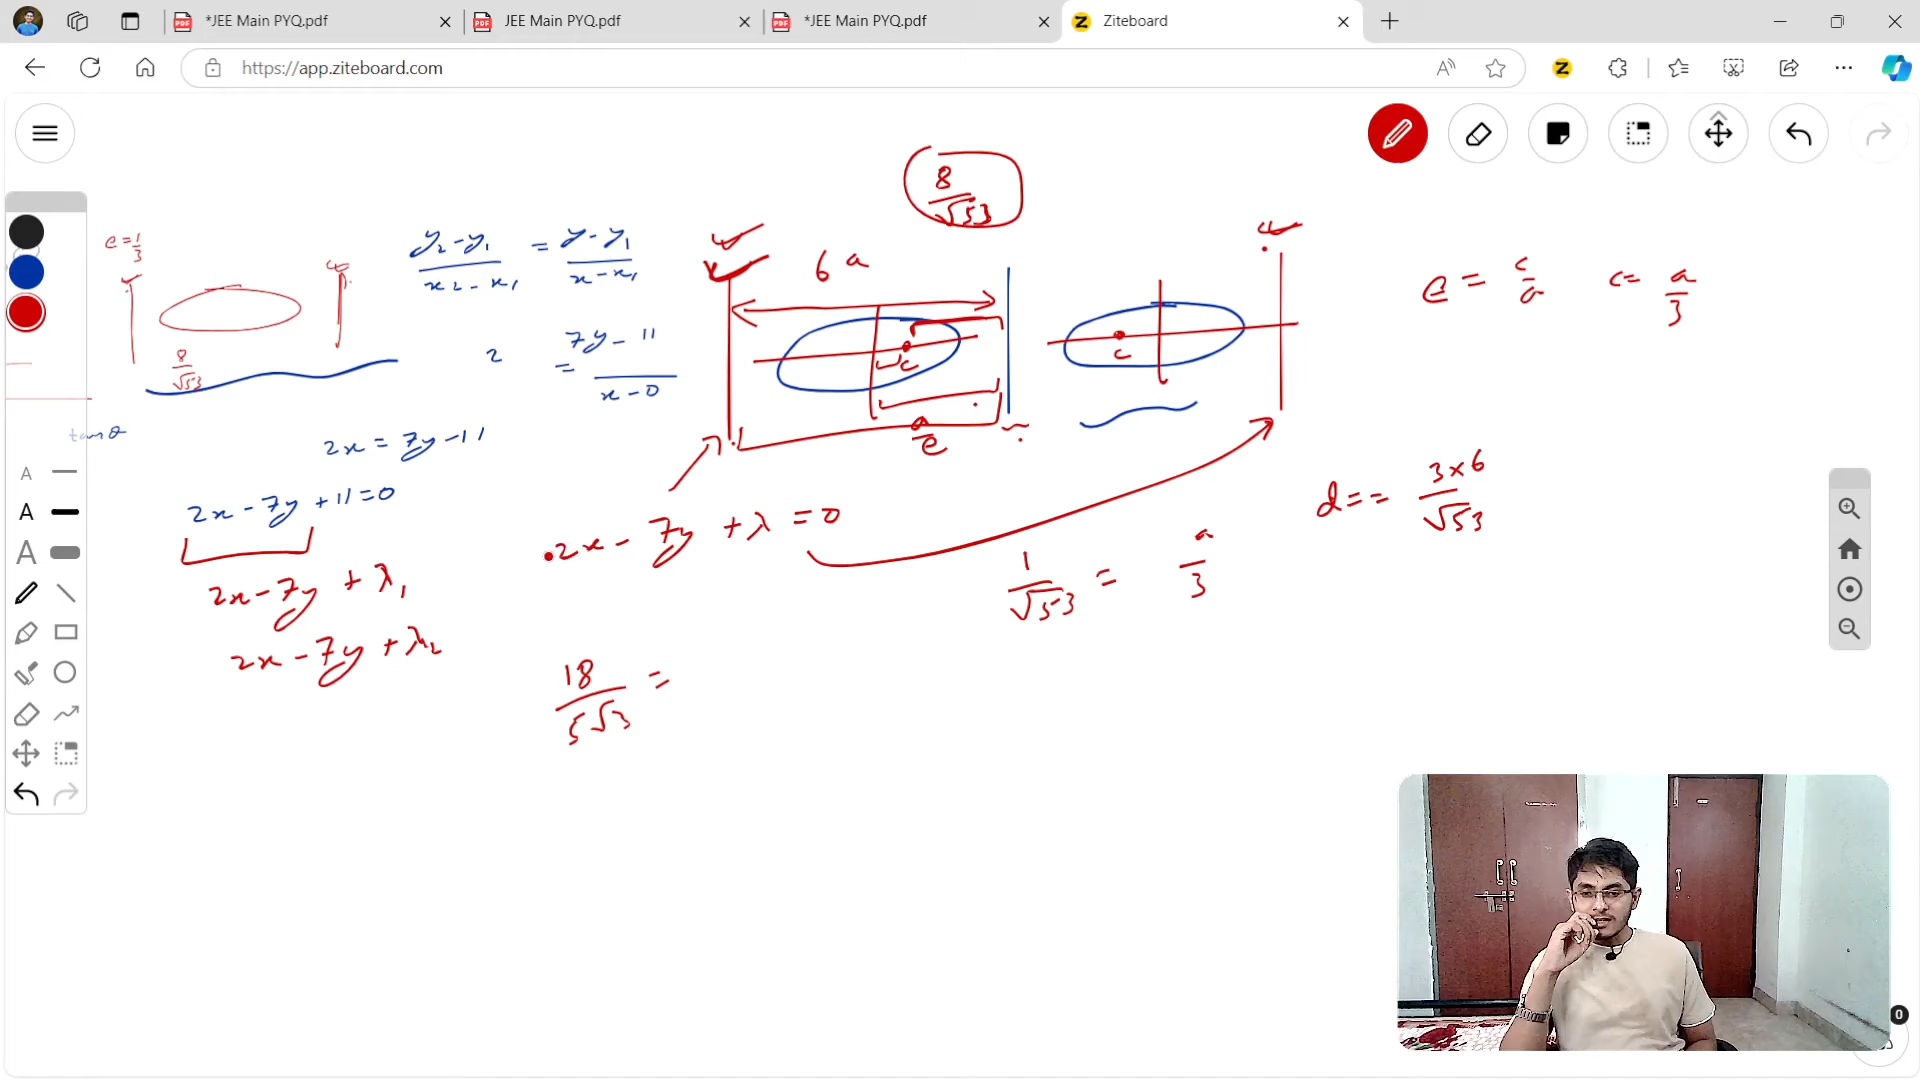 *JEE Main PYQ.pdf
JEE Main PYQ.pdf
*JEE Main PYQ.pdf
Ziteboard
https://app.ziteboard.com
8/√53
e = 1/3
(y₂ - y₁)/(x₂ - x₁) = (y - y₁)/(x - x₁)
6a
e = c/a c = a/3
8/√53
2 = (7y - 11)/(x - 0)
c
c
a/e
tanθ
2x = 7y - 11
2x - 7y + 11 = 0
2x - 7y + λ = 0
d = = (3×6)/√53
2x - 7y + λ₁
1/√53 = a/3
2x - 7y + λ₂
18/5√3 =
A
A
A
0